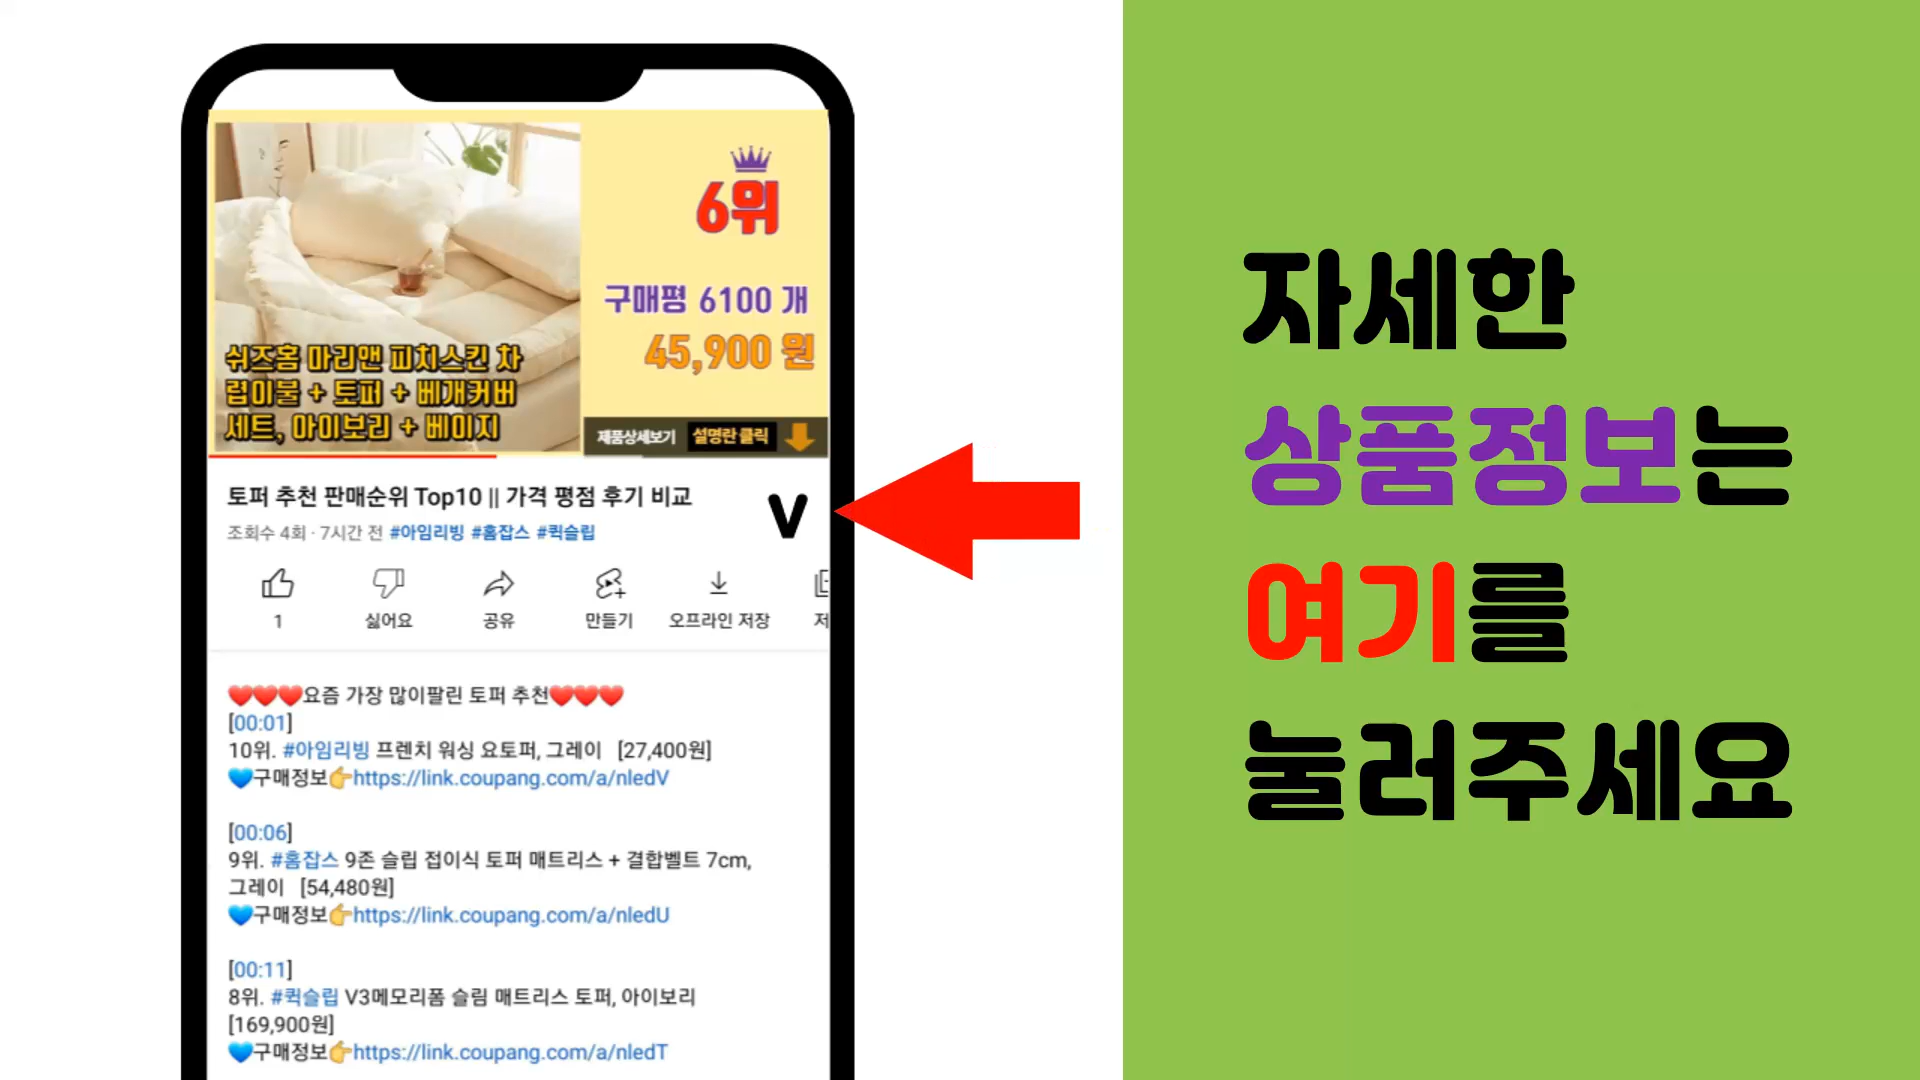 6위
구매평 6100 개
45,900 원
쉬즈홈 마리앤 피치스킨 차
렵이불 + 토퍼 + 베개커버
세트, 아이보리 + 베이지
제품상세보기 설명란 클릭
토퍼 추천 판매순위 Top10 || 가격 평점 후기 비교
V
조회수 4회 · 7시간 전 #아임리빙 #홈잡스 #퀵슬립
1 싫어요 공유 만들기 오프라인 저장 저
❤️❤️❤️요즘 가장 많이팔린 토퍼 추천❤️❤️❤️
[00:01]
10위. #아임리빙 프렌치 워싱 요토퍼, 그레이 [27,400원]
💙구매정보👉https://link.coupang.com/a/nledV
[00:06]
9위. #홈잡스 9존 슬립 접이식 토퍼 매트리스 + 결합벨트 7cm,
그레이 [54,480원]
💙구매정보👉https://link.coupang.com/a/nledU
[00:11]
8위. #퀵슬립 V3메모리폼 슬림 매트리스 토퍼, 아이보리
[169,900원]
💙구매정보👉https://link.coupang.com/a/nledT
자세한
상품정보는
여기를
눌러주세요